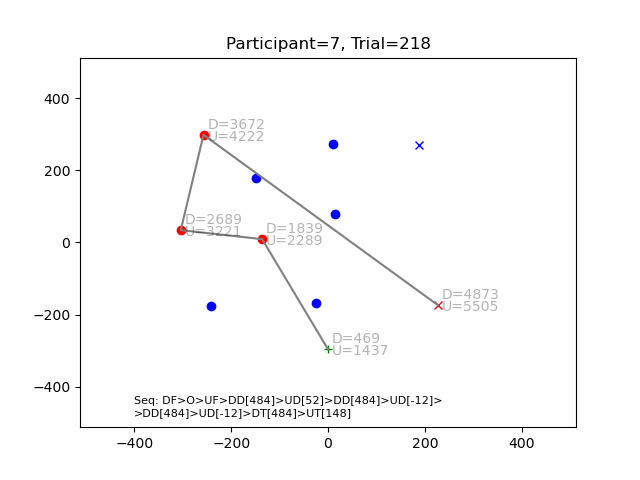 Participant=7, Trial=218
400
200
0
−200
−400
D=3672
U=4222
D=2689
U=3221
D=1839
U=2289
D=4873
U=5505
D=469
U=1437
Seq: DF>O>UF>DD[484]>UD[52]>DD[484]>UD[-12]>
>DD[484]>UD[-12]>DT[484]>UT[148]
−400 −200 0 200 400